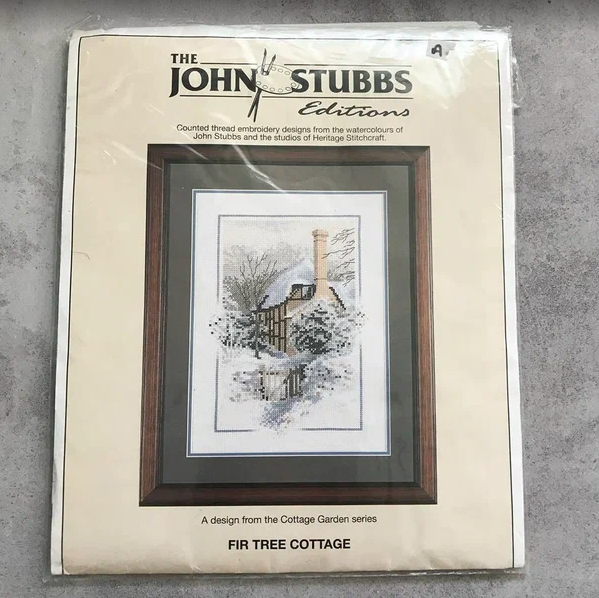 THE
JOHN STUBBS
Editions
Counted thread embroidery designs from the watercolours of
John Stubbs and the studios of Heritage Stitchcraft.
A design from the Cottage Garden series
FIR TREE COTTAGE